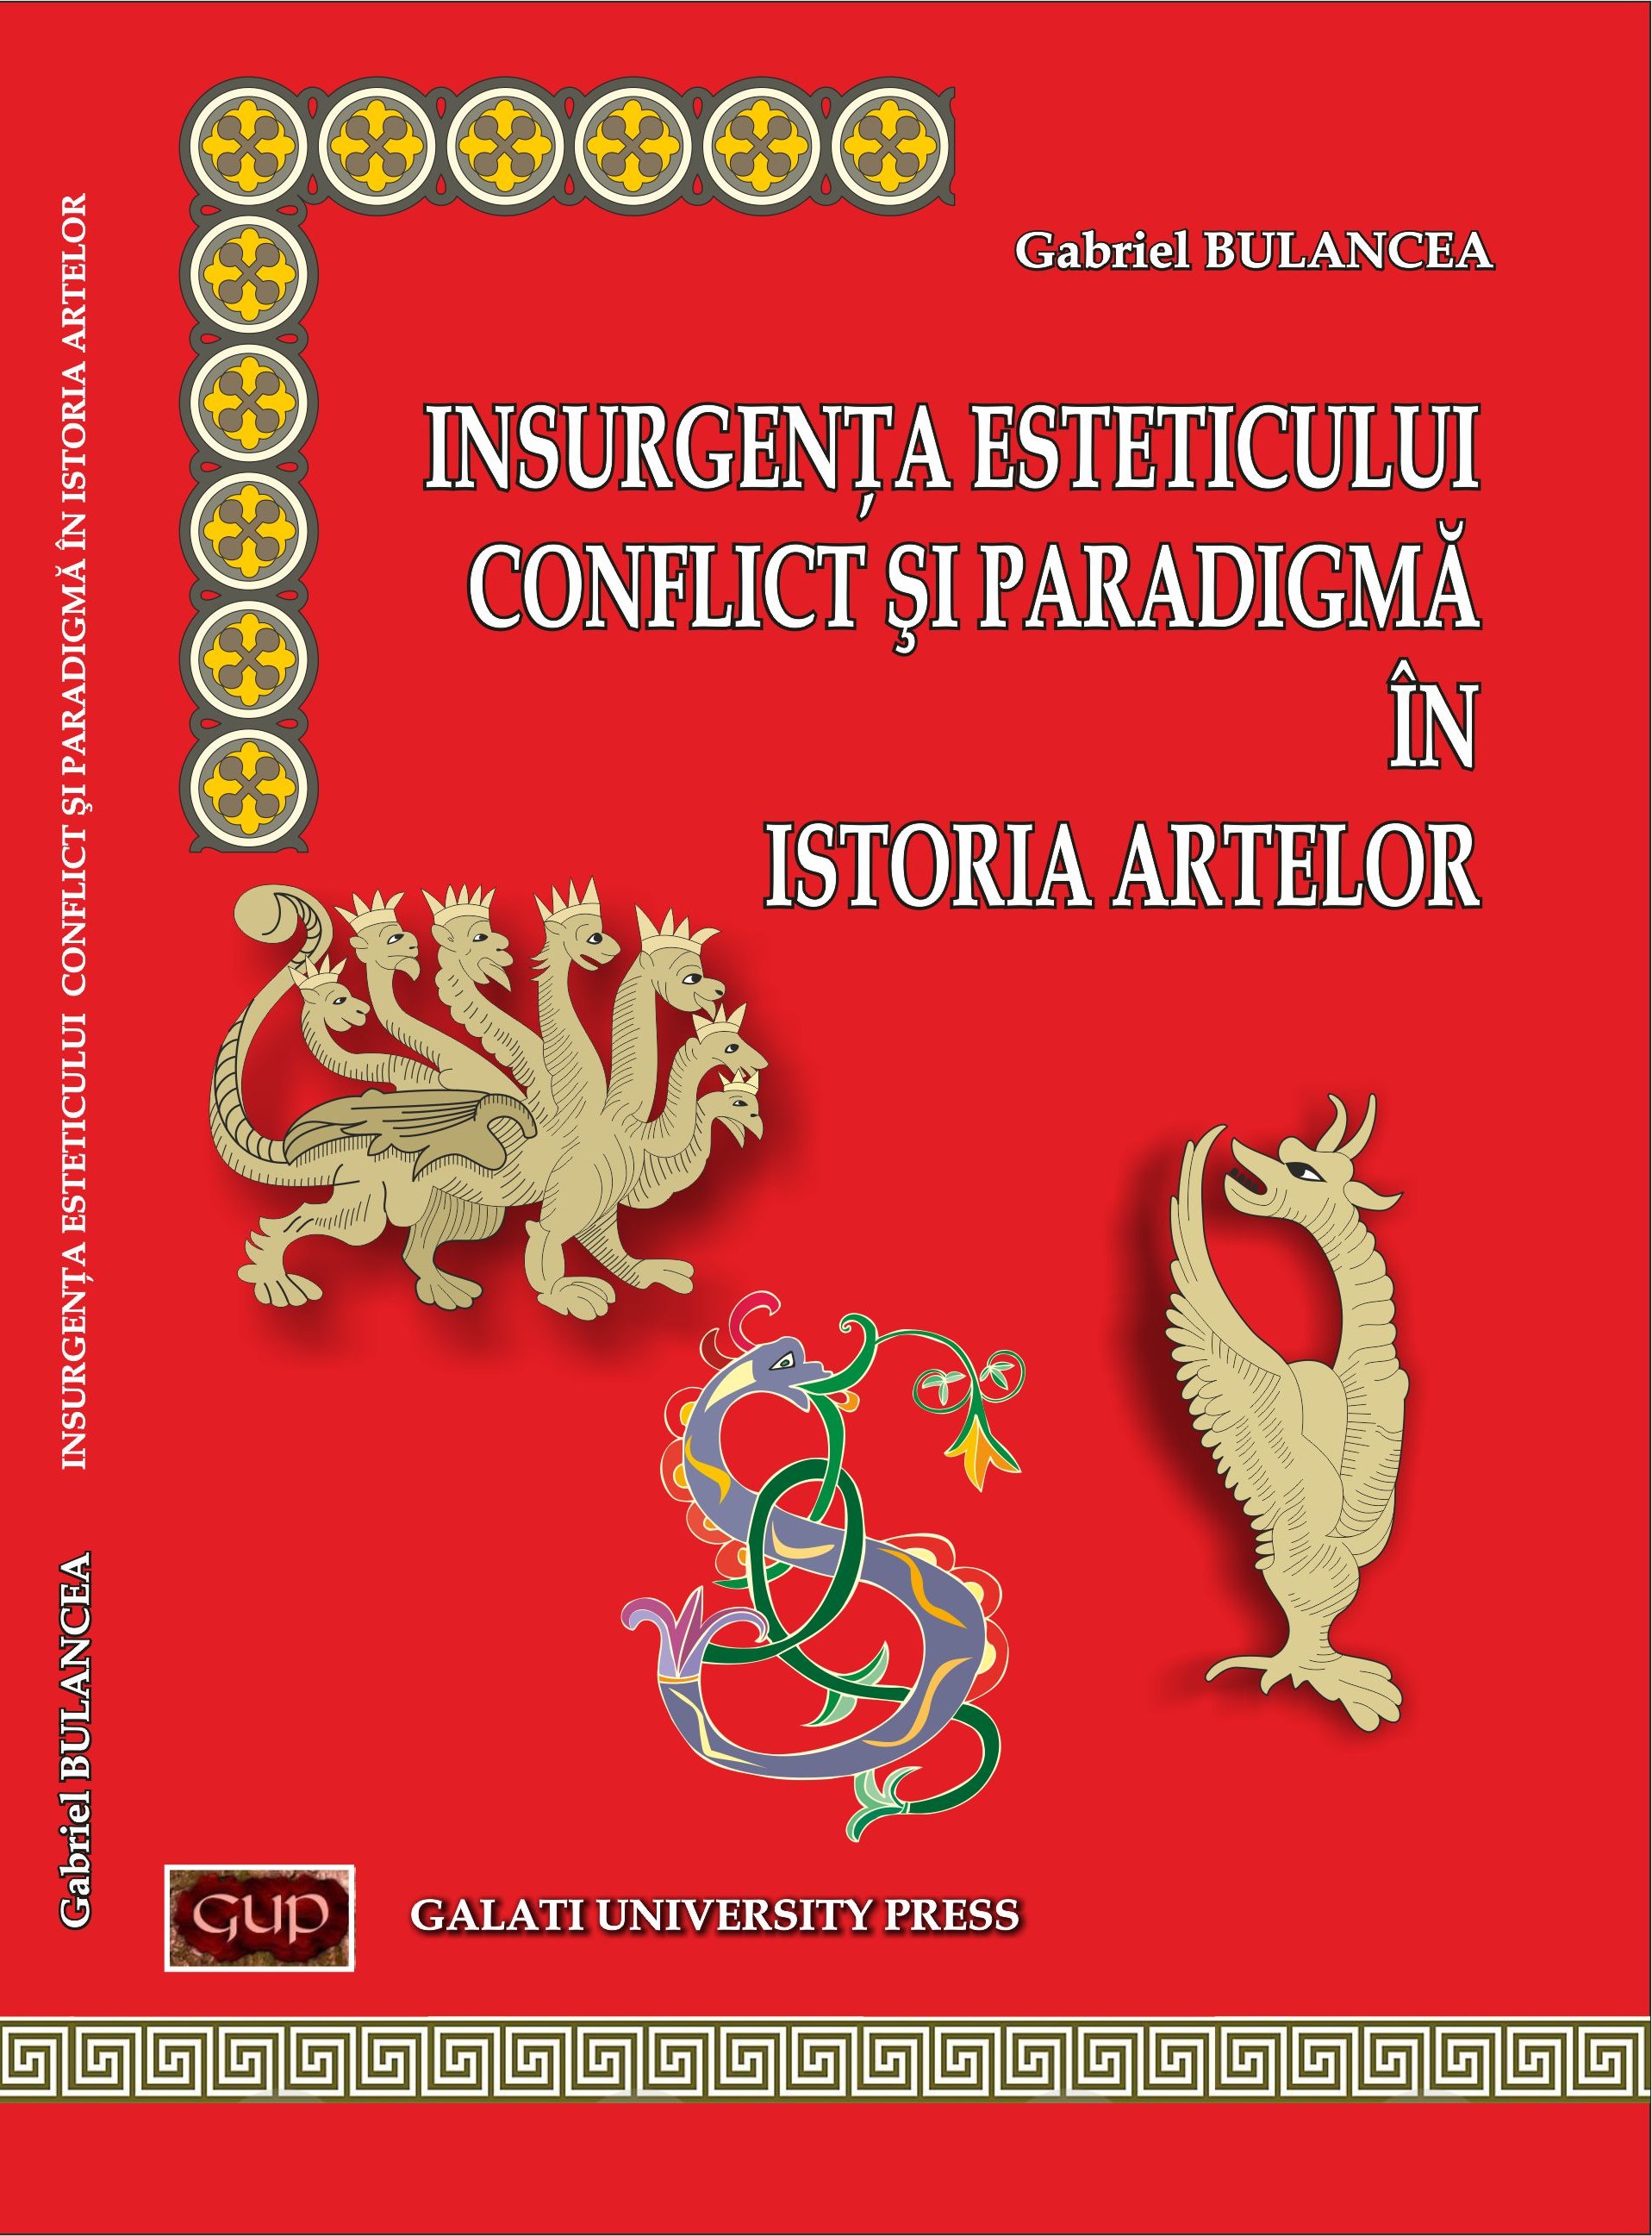 Gabriel BULANCEA
INSURGENȚA ESTETICULUI
CONFLICT ŞI PARADIGMĂ
ÎN
ISTORIA ARTELOR
GUP
GALATI UNIVERSITY PRESS
Gabriel BULANCEA INSURGENȚA ESTETICULUI CONFLICT ŞI PARADIGMĂ ÎN ISTORIA ARTELOR